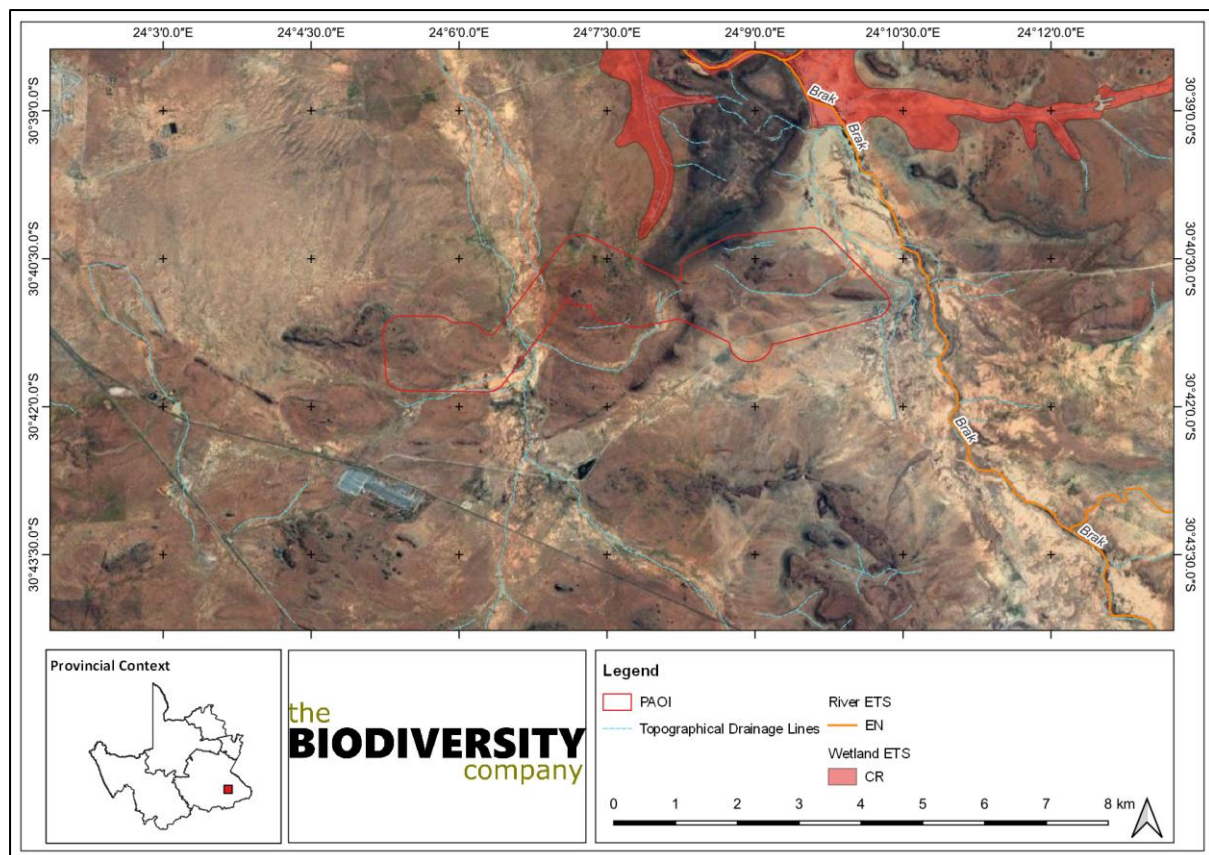 24°3'0.0"E 24°4'30.0"E 24°6'0.0"E 24°7'30.0"E 24°9'0.0"E 24°10'30.0"E 24°12'0.0"E
30°39'0.0"S 30°39'0.0"S
30°40'30.0"S 30°40'30.0"S
30°42'0.0"S 30°42'0.0"S
30°43'30.0"S 30°43'30.0"S
Brak
Brak
Brak
Brak
Provincial Context
the
BIODIVERSITY
company
Legend
PAOI
Topographical Drainage Lines
River ETS
EN
Wetland ETS
CR
0 1 2 3 4 5 6 7 8 km